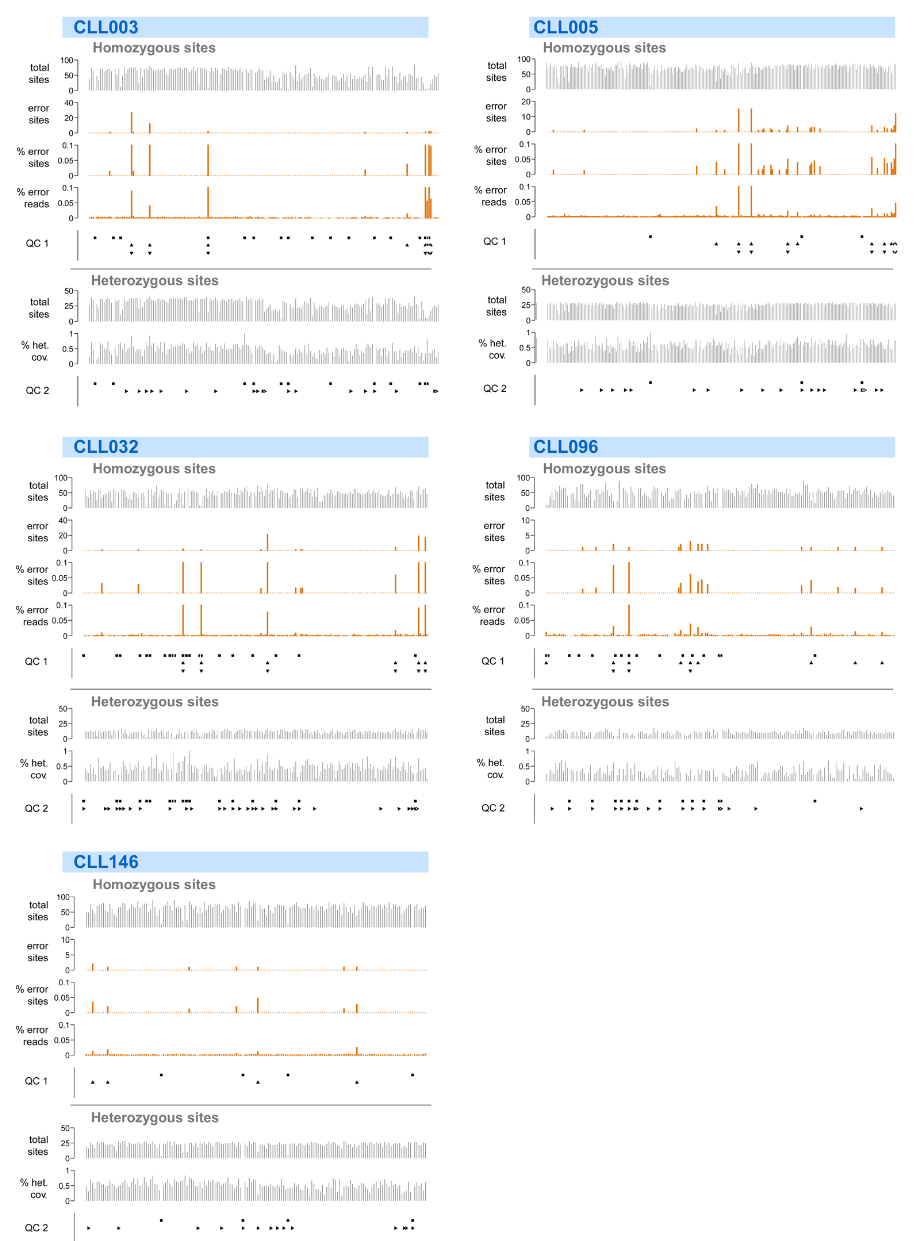 CLL003
Homozygous sites
total
sites
100
50
0
error
sites
40
20
0
% error
sites
0.1
0.05
0
% error
reads
0.1
0.05
0
QC 1
Heterozygous sites
total
sites
50
25
0
% het.
cov.
1
0.5
0
QC 2
CLL005
Homozygous sites
total
sites
100
50
0
error
sites
20
10
0
% error
sites
0.1
0.05
0
% error
reads
0.1
0.05
0
QC 1
Heterozygous sites
total
sites
50
25
0
% het.
cov.
1
0.5
0
QC 2
CLL032
Homozygous sites
total
sites
100
50
0
error
sites
40
20
0
% error
sites
0.1
0.05
0
% error
reads
0.1
0.05
0
QC 1
Heterozygous sites
total
sites
50
25
0
% het.
cov.
1
0.5
0
QC 2
CLL096
Homozygous sites
total
sites
100
50
0
error
sites
10
5
0
% error
sites
0.1
0.05
0
% error
reads
0.1
0.05
0
QC 1
Heterozygous sites
total
sites
50
25
0
% het.
cov.
1
0.5
0
QC 2
CLL146
Homozygous sites
total
sites
100
50
0
error
sites
10
5
0
% error
sites
0.1
0.05
0
% error
reads
0.1
0.05
0
QC 1
Heterozygous sites
total
sites
50
25
0
% het.
cov.
1
0.5
0
QC 2